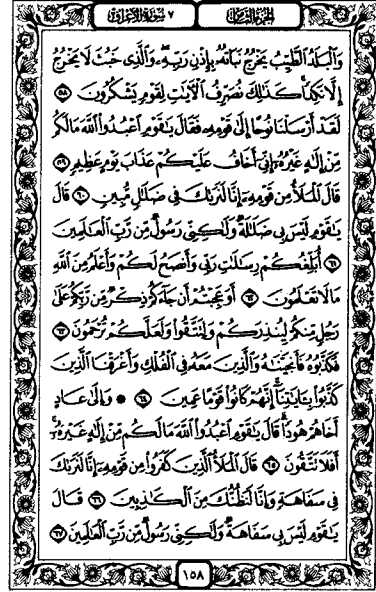 الجزء الثامن ٧ سورة الأعراف
وَٱلۡبَلَدُ ٱلطَّيِّبُ يَخۡرُجُ نَبَاتُهُۥ بِإِذۡنِ رَبِّهِۦۖ وَٱلَّذِي خَبُثَ لَا يَخۡرُجُ
إِلَّا نَكِدٗاۚ كَذَٰلِكَ نُصَرِّفُ ٱلۡأٓيَٰتِ لِقَوۡمٖ يَشۡكُرُونَ ٥٨
لَقَدۡ أَرۡسَلۡنَا نُوحًا إِلَىٰ قَوۡمِهِۦ فَقَالَ يَٰقَوۡمِ ٱعۡبُدُواْ ٱللَّهَ مَا لَكُم
مِّنۡ إِلَٰهٍ غَيۡرُهُۥٓ إِنِّيٓ أَخَافُ عَلَيۡكُمۡ عَذَابَ يَوۡمٍ عَظِيمٖ ٥٩
قَالَ ٱلۡمَلَأُ مِن قَوۡمِهِۦٓ إِنَّا لَنَرَىٰكَ فِي ضَلَٰلٖ مُّبِينٖ ٦٠ قَالَ
يَٰقَوۡمِ لَيۡسَ بِي ضَلَٰلَةٞ وَلَٰكِنِّي رَسُولٞ مِّن رَّبِّ ٱلۡعَٰلَمِينَ
٦١ أُبَلِّغُكُمۡ رِسَٰلَٰتِ رَبِّي وَأَنصَحُ لَكُمۡ وَأَعۡلَمُ مِنَ ٱللَّهِ
مَا لَا تَعۡلَمُونَ ٦٢ أَوَعَجِبۡتُمۡ أَن جَآءَكُمۡ ذِكۡرٞ مِّن رَّبِّكُمۡ عَلَىٰ
رَجُلٖ مِّنكُمۡ لِيُنذِرَكُمۡ وَلِتَتَّقُواْ وَلَعَلَّكُمۡ تُرۡحَمُونَ ٦٣
فَكَذَّبُوهُ فَأَنجَيۡنَٰهُ وَٱلَّذِينَ مَعَهُۥ فِي ٱلۡفُلۡكِ وَأَغۡرَقۡنَا ٱلَّذِينَ
كَذَّبُواْ بِـَٔايَٰتِنَآۚ إِنَّهُمۡ كَانُواْ قَوۡمًا عَمِينَ ٦٤ ۞ وَإِلَىٰ عَادٍ
أَخَاهُمۡ هُودٗاۚ قَالَ يَٰقَوۡمِ ٱعۡبُدُواْ ٱللَّهَ مَا لَكُم مِّنۡ إِلَٰهٍ غَيۡرُهُۥٓۚ
أَفَلَا تَتَّقُونَ ٦٥ قَالَ ٱلۡمَلَأُ ٱلَّذِينَ كَفَرُواْ مِن قَوۡمِهِۦٓ إِنَّا لَنَرَىٰكَ
فِي سَفَاهَةٖ وَإِنَّا لَنَظُنُّكَ مِنَ ٱلۡكَٰذِبِينَ ٦٦ قَالَ
يَٰقَوۡمِ لَيۡسَ بِي سَفَاهَةٞ وَلَٰكِنِّي رَسُولٞ مِّن رَّبِّ ٱلۡعَٰلَمِينَ ٦٧
١٥٨